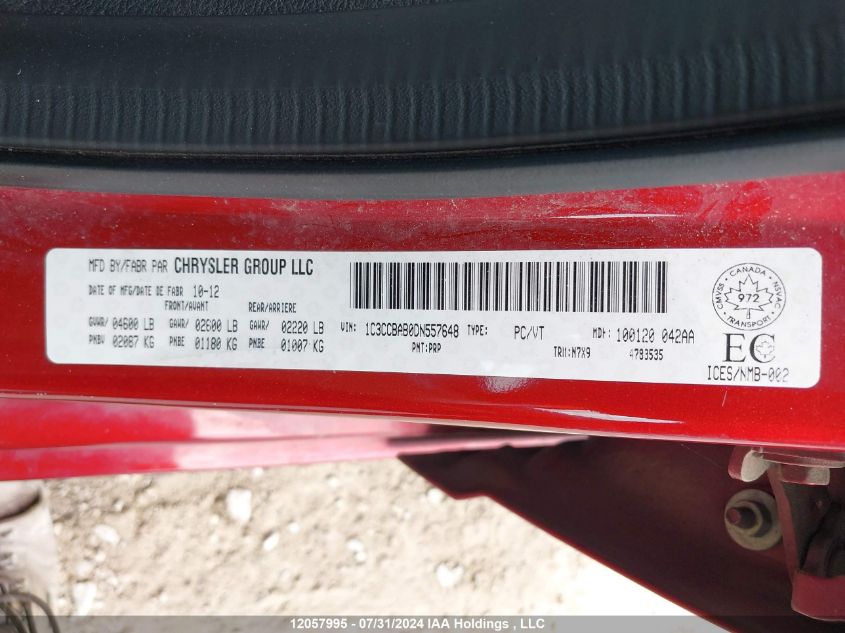 MFD BY/FABR PAR CHRYSLER GROUP LLC
DATE OF MFG/DATE DE FABR 10-12
FRONT/AVANT REAR/ARRIERE
GVWR/ 04600 LB GAWR/ 02600 LB GAWR/ 02220 LB
PNBV 02087 KG PNBE 01180 KG PNBE 01007 KG
VIN: 1C3CCBAB0DN557648 TYPE: PC/VT MDH: 100120 042AA
PNT:PRP TRIM:N7X9 4783535
CANADA
CMVSS NSVAC
972
TRANSPORT
EC
ICES/NMB-002
12057995 - 07/31/2024 IAA Holdings, LLC